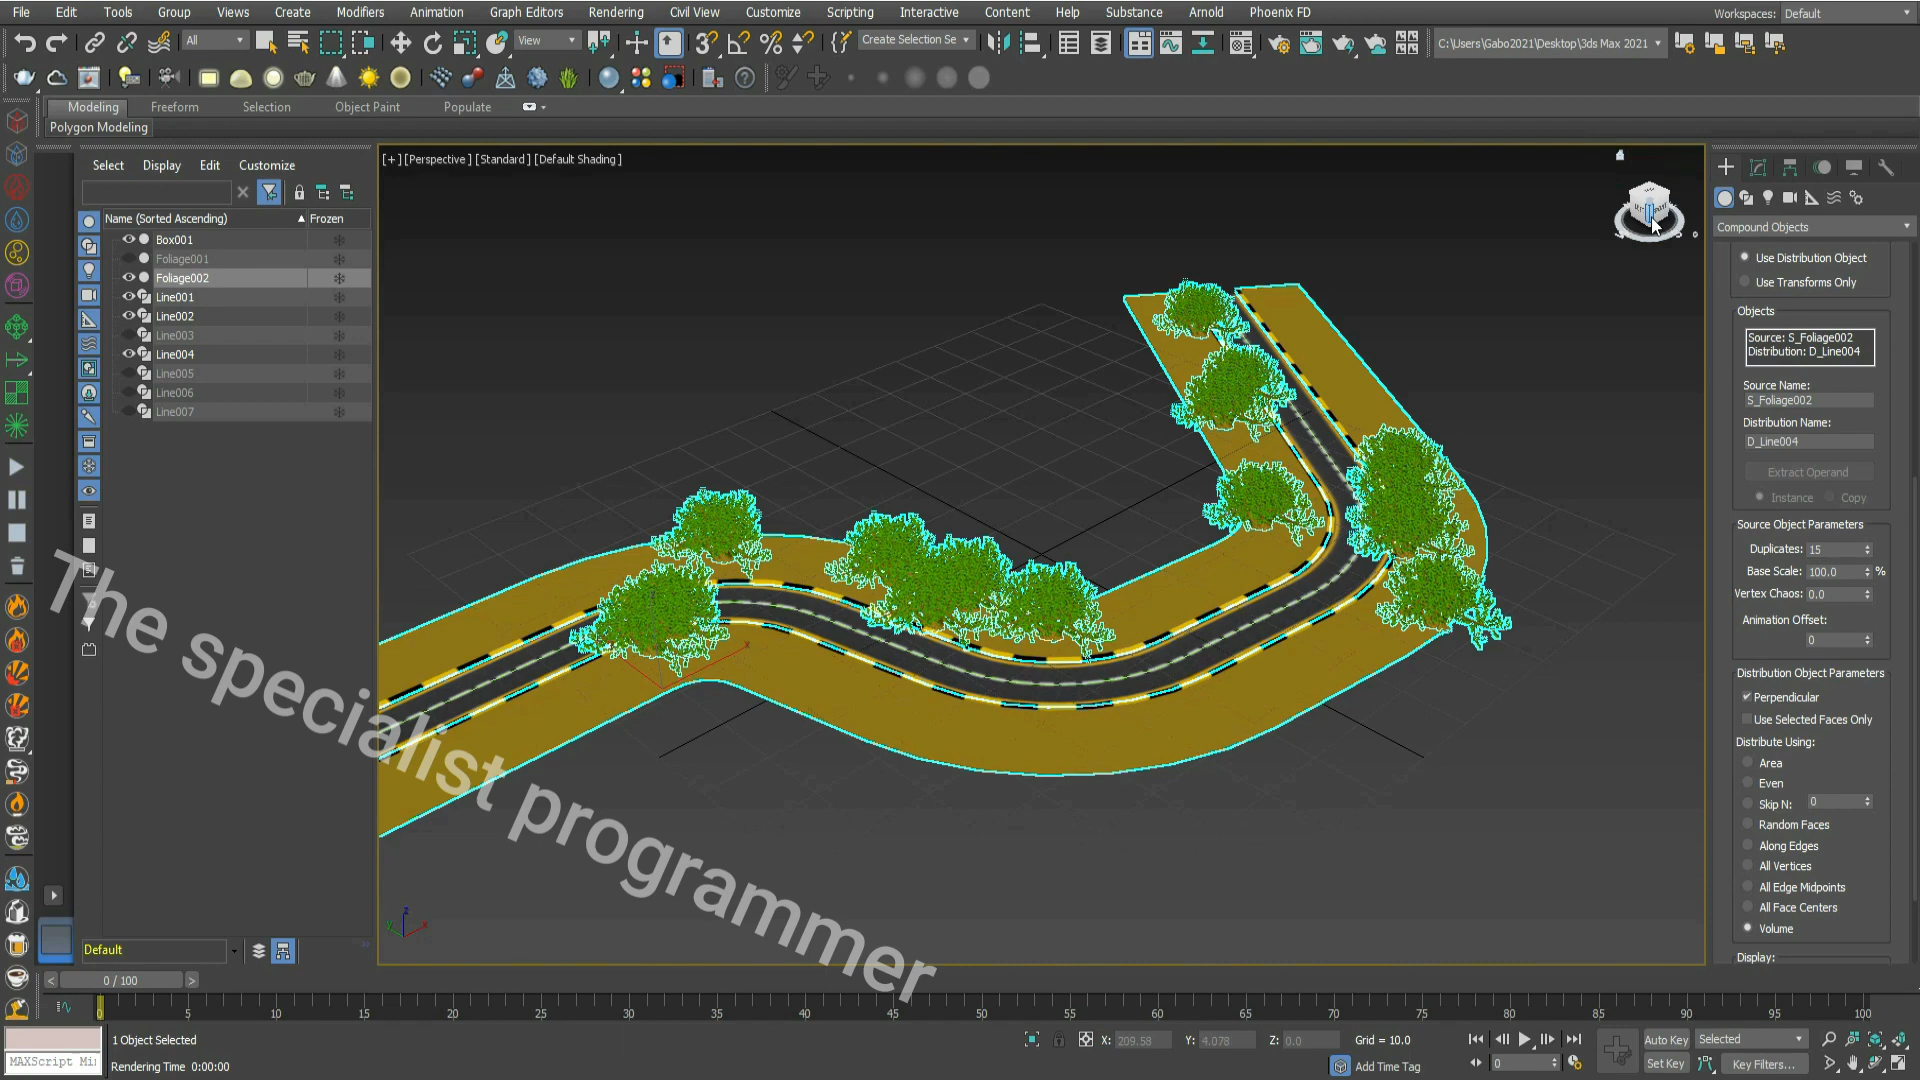 File Edit Tools Group Views Create Modifiers Animation Graph Editors Rendering Civil View Customize Scripting Interactive Content Help Substance Arnold Phoenix FD
Workspaces: Default
All
View
Create Selection Se
C:\Users\Gabo2021\Desktop\3ds Max 2021
Modeling Freeform Selection Object Paint Populate
Polygon Modeling
Select Display Edit Customize
Name (Sorted Ascending) Frozen
Box001
Foliage001
Foliage002
Line001
Line002
Line003
Line004
Line005
Line006
Line007
Default
[+] [Perspective ] [Standard ] [Default Shading ]
The specialist programmer
Compound Objects
Use Distribution Object
Use Transforms Only
Objects
Source: S_Foliage002
Distribution: D_Line004
Source Name:
S_Foliage002
Distribution Name:
D_Line004
Extract Operand
Instance Copy
Source Object Parameters
Duplicates: 15
Base Scale: 100.0 %
Vertex Chaos: 0.0
Animation Offset:
0
Distribution Object Parameters
Perpendicular
Use Selected Faces Only
Distribute Using:
Area
Even
Skip N: 0
Random Faces
Along Edges
All Vertices
All Edge Midpoints
All Face Centers
Volume
Display:
< 0 / 100 >
0 5 10 15 20 25 30 35 40 45 50 55 60 65 70 75 80 85 90 95 100
1 Object Selected
X: 209.58 Y: 4.078 Z: 0.0 Grid = 10.0
Auto Key Selected
MAXScript Mi
Rendering Time 0:00:00
Add Time Tag
0
Set Key Key Filters...